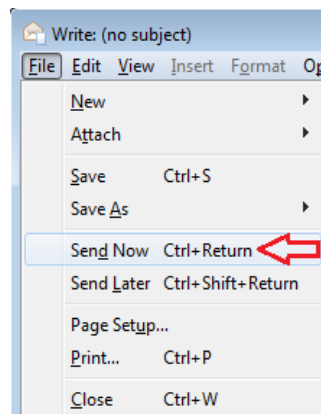 Write: (no subject)
File Edit View Insert Format
New
Attach
Save Ctrl+S
Save As
Send Now Ctrl+Return
Send Later Ctrl+Shift+Return
Page Setup...
Print... Ctrl+P
Close Ctrl+W